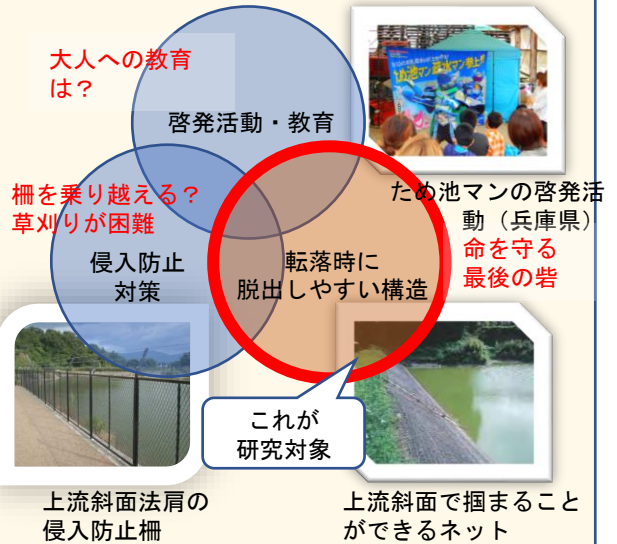 大人への教育
は？
啓発活動・教育
柵を乗り越える？
草刈りが困難
侵入防止
対策
転落時に
脱出しやすい構造
ため池マンの啓発活
動（兵庫県）
命を守る
最後の砦
これが
研究対象
上流斜面法肩の
侵入防止柵
上流斜面で掴まること
ができるネット